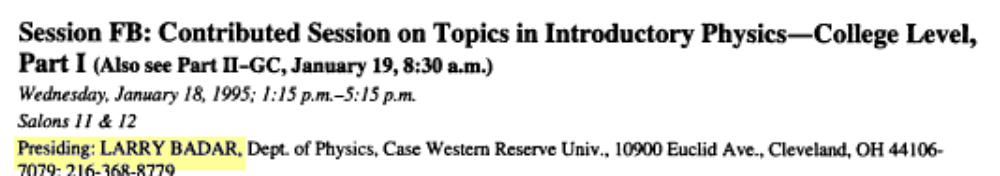 Session FB: Contributed Session on Topics in Introductory Physics—College Level,
Part I (Also see Part II–GC, January 19, 8:30 a.m.)
Wednesday, January 18, 1995; 1:15 p.m.–5:15 p.m.
Salons 11 & 12
Presiding: LARRY BADAR, Dept. of Physics, Case Western Reserve Univ., 10900 Euclid Ave., Cleveland, OH 44106-
7079; 216-368-8779